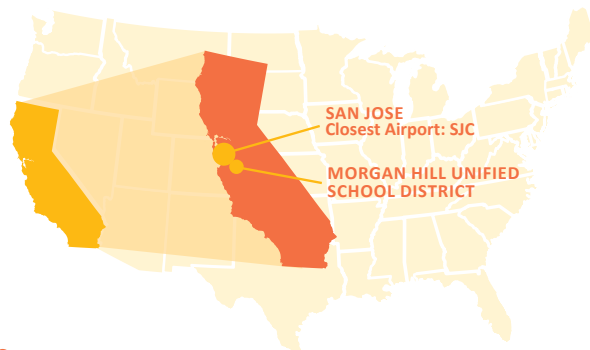 SAN JOSE
Closest Airport: SJC
MORGAN HILL UNIFIED
SCHOOL DISTRICT